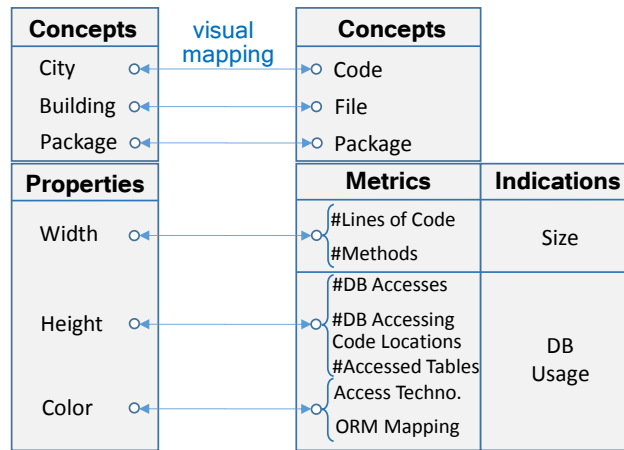 Concepts
visual
mapping
Concepts
City
Code
Building
File
Package
Package
Properties
Metrics
Indications
Width
#Lines of Code
#Methods
Size
Height
#DB Accesses
#DB Accessing
Code Locations
#Accessed Tables
DB
Usage
Color
Access Techno.
ORM Mapping